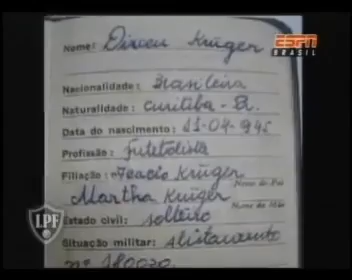 Nome: Dirceu Krüger
ESPN
BRASIL
Nacionalidade: Brasileira
Naturalidade: Curitiba - Pr.
Data do nascimento: 11-04-945
Profissão: futebolista
Filiação: Acacio Krüger
Nome do Pai
Martha Krüger
Nome da Mãe
Estado civil: solteiro
Situação militar: alistamento
nº 180020.
LPF